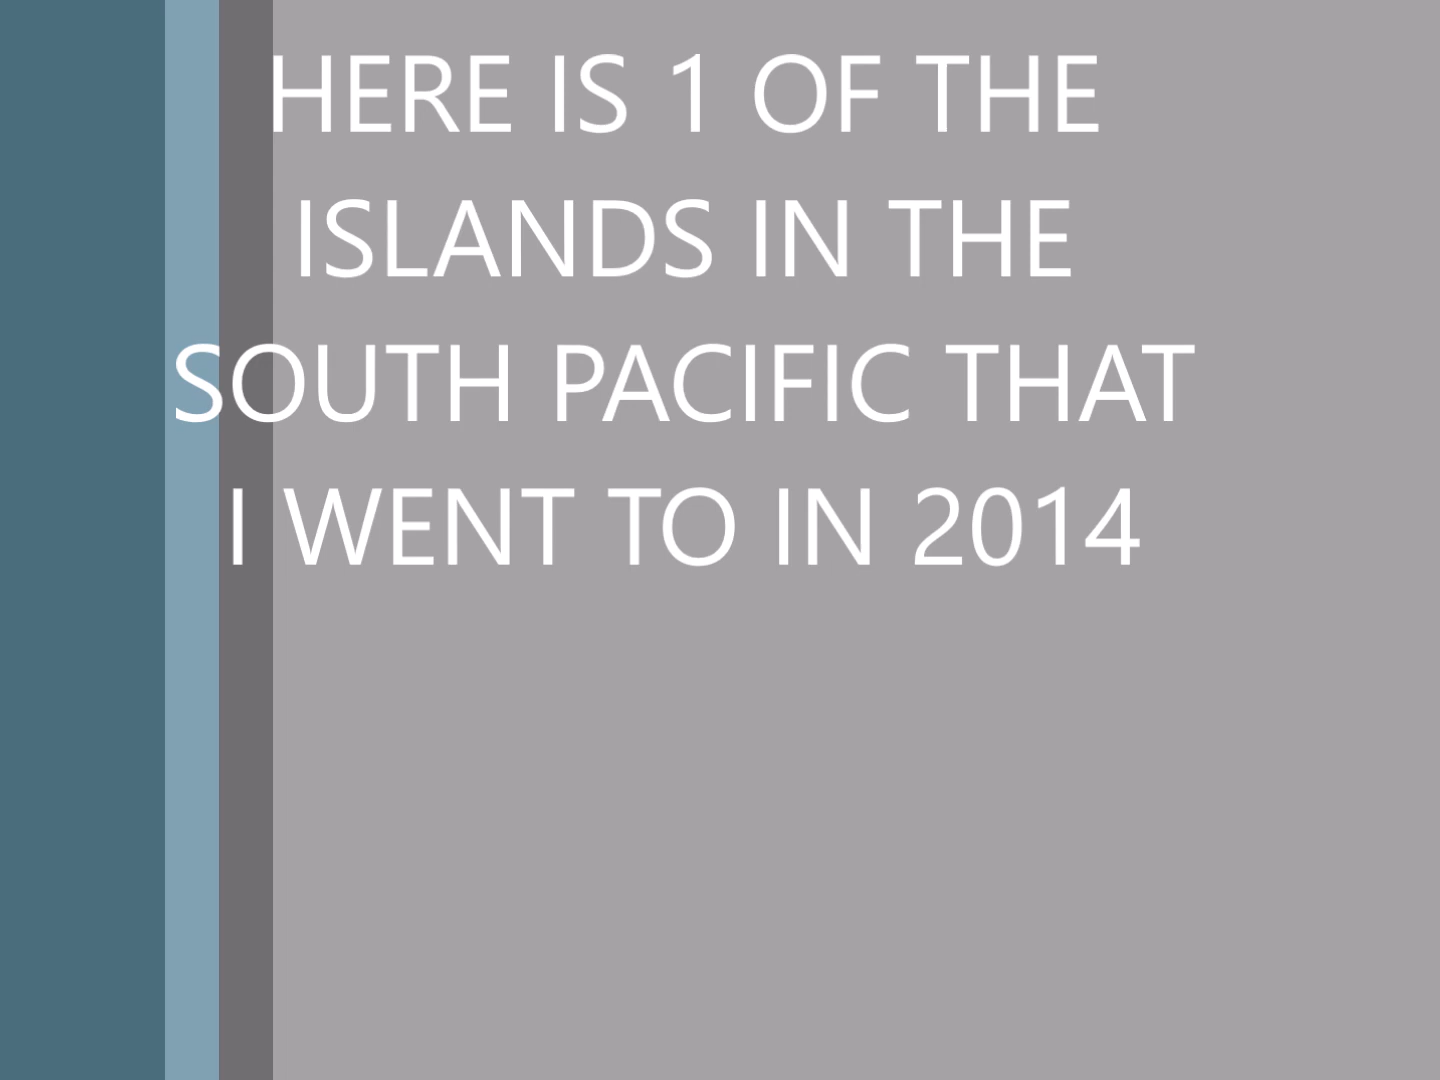 HERE IS 1 OF THE
ISLANDS IN THE
SOUTH PACIFIC THAT
I WENT TO IN 2014